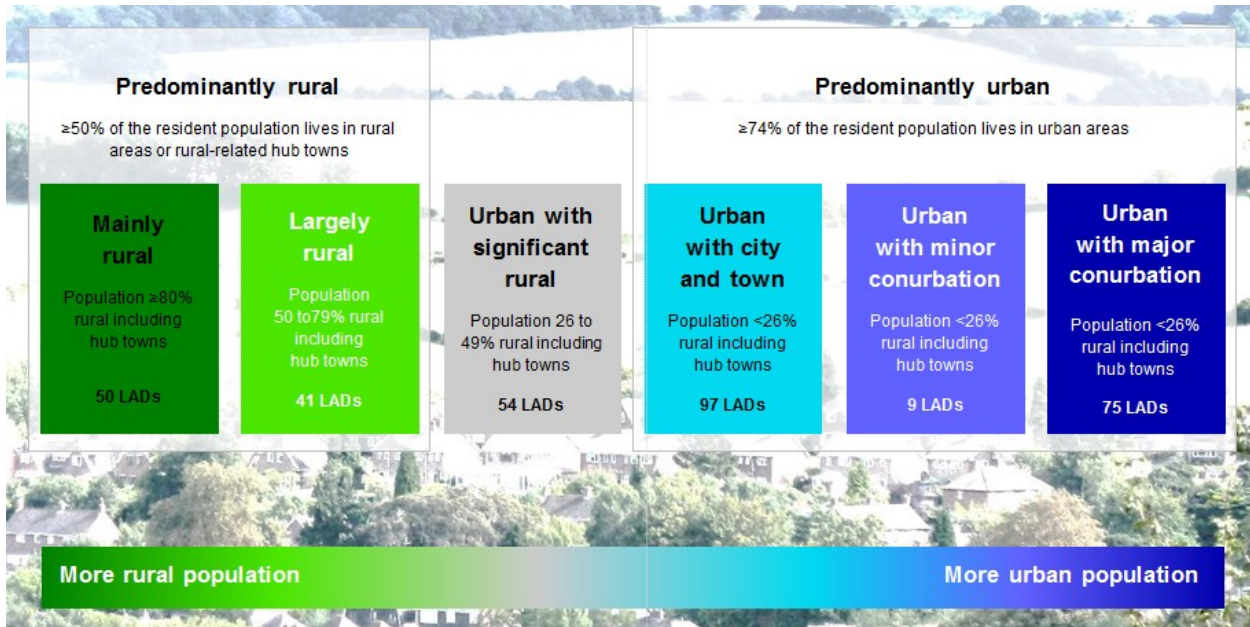 Predominantly rural
≥50% of the resident population lives in rural
areas or rural-related hub towns
Predominantly urban
≥74% of the resident population lives in urban areas
Mainly
rural
Population ≥80%
rural including
hub towns
50 LADs
Largely
rural
Population
50 to79% rural
including
hub towns
41 LADs
Urban with
significant
rural
Population 26 to
49% rural including
hub towns
54 LADs
Urban
with city
and town
Population <26%
rural including
hub towns
97 LADs
Urban
with minor
conurbation
Population <26%
rural including
hub towns
9 LADs
Urban
with major
conurbation
Population <26%
rural including
hub towns
75 LADs
More rural population
More urban population